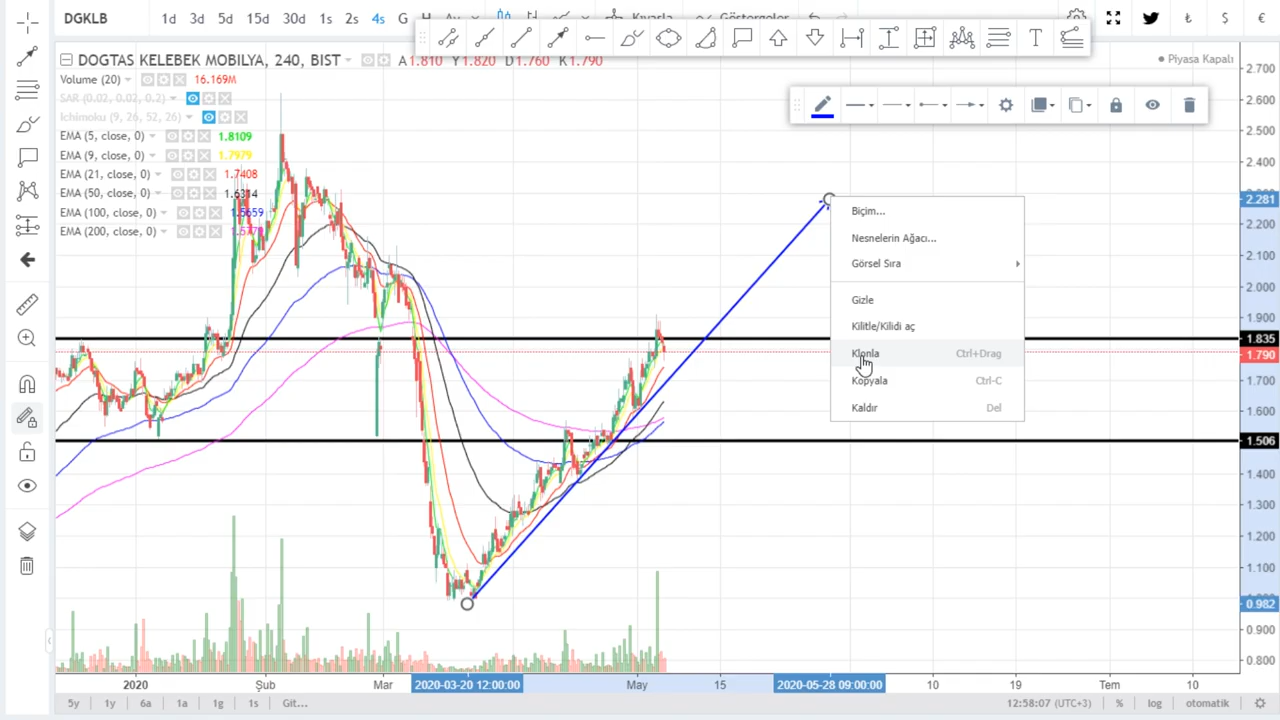 DGKLB 1d 3d 5d 15d 30d 1s 2s 4s G
₺ $ €
T
DOGTAS KELEBEK MOBILYA, 240, BIST A1.810 Y1.820 D1.760 K1.790
Piyasa Kapalı
Volume (20) 16.169M
SAR (0.02, 0.02, 0.2)
Ichimoku (9, 26, 52, 26)
EMA (5, close, 0) 1.8109
EMA (9, close, 0) 1.7979
EMA (21, close, 0) 1.7408
EMA (50, close, 0) 1.6314
EMA (100, close, 0) 1.5659
EMA (200, close, 0)
Biçim...
Nesnelerin Ağacı...
Görsel Sıra
Gizle
Kilitle/Kilidi aç
Klonla Ctrl+Drag
Kopyala Ctrl-C
Kaldır Del
2.700
2.600
2.500
2.400
2.281
2.200
2.100
2.000
1.900
1.835
1.790
1.700
1.600
1.506
1.400
1.300
1.200
1.100
0.982
0.900
0.800
2020 Şub Mar 2020-03-20 12:00:00 May 15 2020-05-28 09:00:00 10 19 Tem 10
5y 1y 6a 1a 1g 1s Git... 12:58:07 (UTC+3) % log otomatik